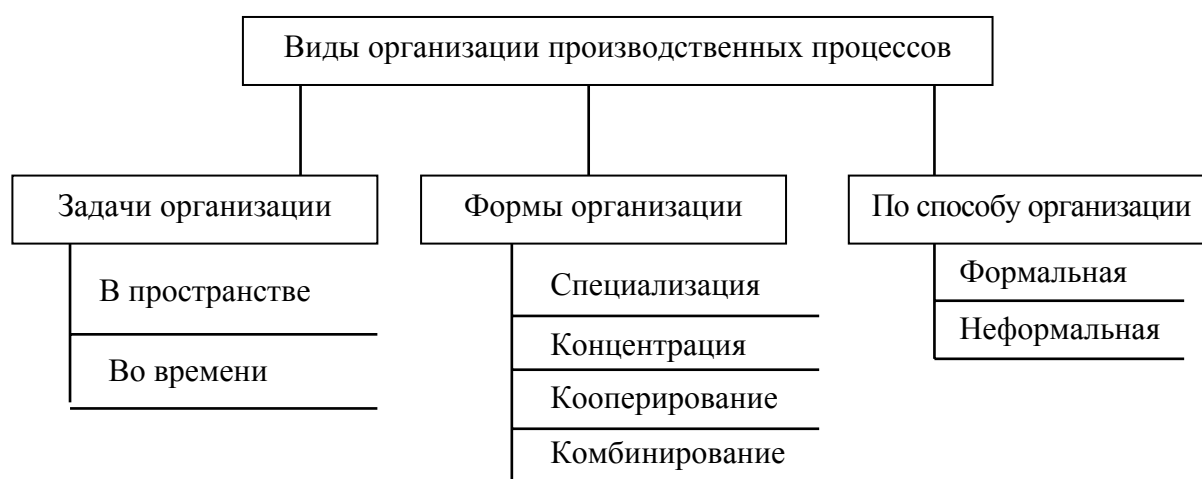 Виды организации производственных процессов
Задачи организации
В пространстве
Во времени
Формы организации
Специализация
Концентрация
Кооперирование
Комбинирование
По способу организации
Формальная
Неформальная